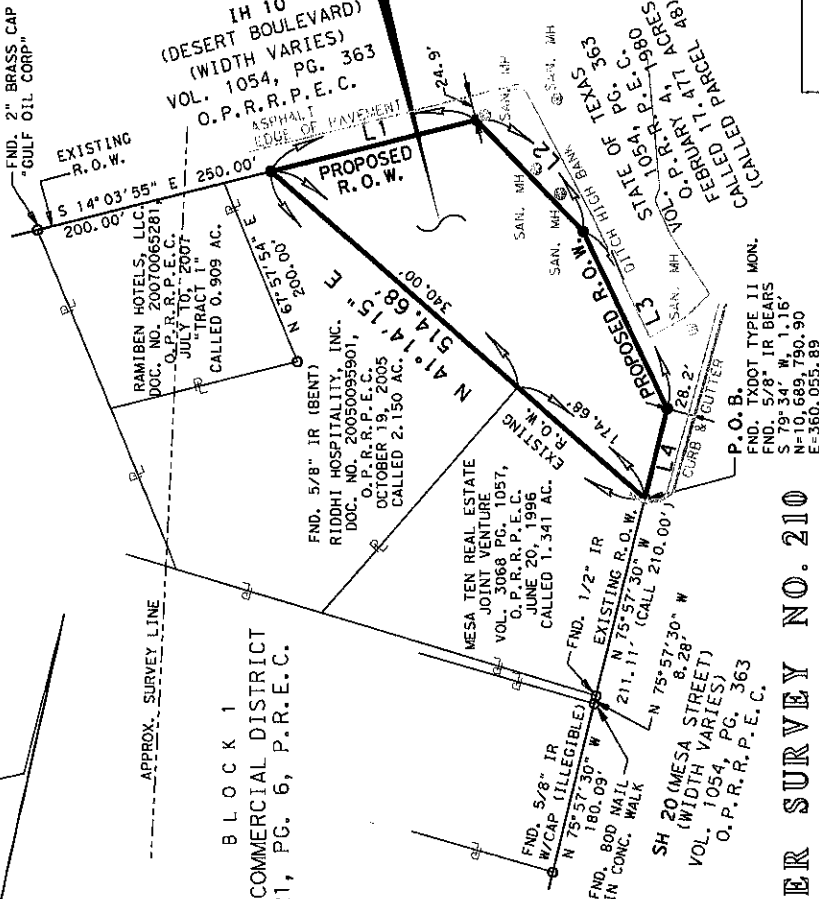 FND. 2" BRASS CAP
"GULF OIL CORP"
EXISTING
R.O.W.
IH 10
(DESERT BOULEVARD)
(WIDTH VARIES)
VOL. 1054, PG. 363
O.P.R.R.P.E.C.
ASPHALT
EDGE OF PAVEMENT
S 14°03'55" E 250.00'
200.00'
L1
PROPOSED
R.O.W.
24.9'
SAN. MH
SAN. MH
L2
SAN. MH
SAN. MH
DITCH HIGH BANK
STATE OF TEXAS
VOL. 1054, PG. 363
O.P.R.R.P.E.C.
FEBRUARY 4, 1980
CALLED 17.477 ACRES
(CALLED PARCEL 48)
RAMIBEN HOTELS, LLC.
DOC. NO. 20070065281,
O.P.R.R.P.E.C.
JULY 10, 2007
"TRACT 1"
CALLED 0.909 AC.
N 67°57'54" E
200.00'
N 41°14'15" E
514.68'
340.00'
FND. 5/8" IR (BENT)
RIDDHI HOSPITALITY, INC.
DOC. NO. 20050095901,
O.P.R.R.P.E.C.
OCTOBER 19, 2005
CALLED 2.150 AC.
PROPOSED R.O.W.
L3
SAN. MH
EXISTING
R.O.W.
174.68'
28.2'
L4
CURB & GUTTER
P.O.B.
FND. TXDOT TYPE II MON.
FND. 5/8" IR BEARS
S 79°34' W, 1.16'
N=10,689,790.90
E=360,055.89
MESA TEN REAL ESTATE
JOINT VENTURE
VOL. 3068 PG. 1057,
O.P.R.R.P.E.C.
JUNE 20, 1996
CALLED 1.341 AC.
APPROX. SURVEY LINE
BLOCK 1
COMMERCIAL DISTRICT
1, PG. 6, P.R.E.C.
FND. 1/2" IR
EXISTING R.O.W.
N 75°57'30" W
211.11' (CALL 210.00')
N 75°57'30" W
8.28'
FND. 5/8" IR
W/CAP (ILLEGIBLE)
N 75°57'30" W
180.09'
FND. BOD NAIL
IN CONC. WALK
SH 20 (MESA STREET)
(WIDTH VARIES)
VOL. 1054, PG. 363
O.P.R.R.P.E.C.
ER SURVEY NO. 210